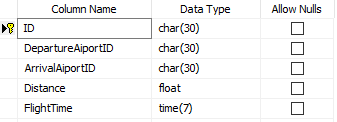 Column Name Data Type Allow Nulls
ID char(30)
DepartureAiportID char(30)
ArrivalAiportID char(30)
Distance float
FlightTime time(7)